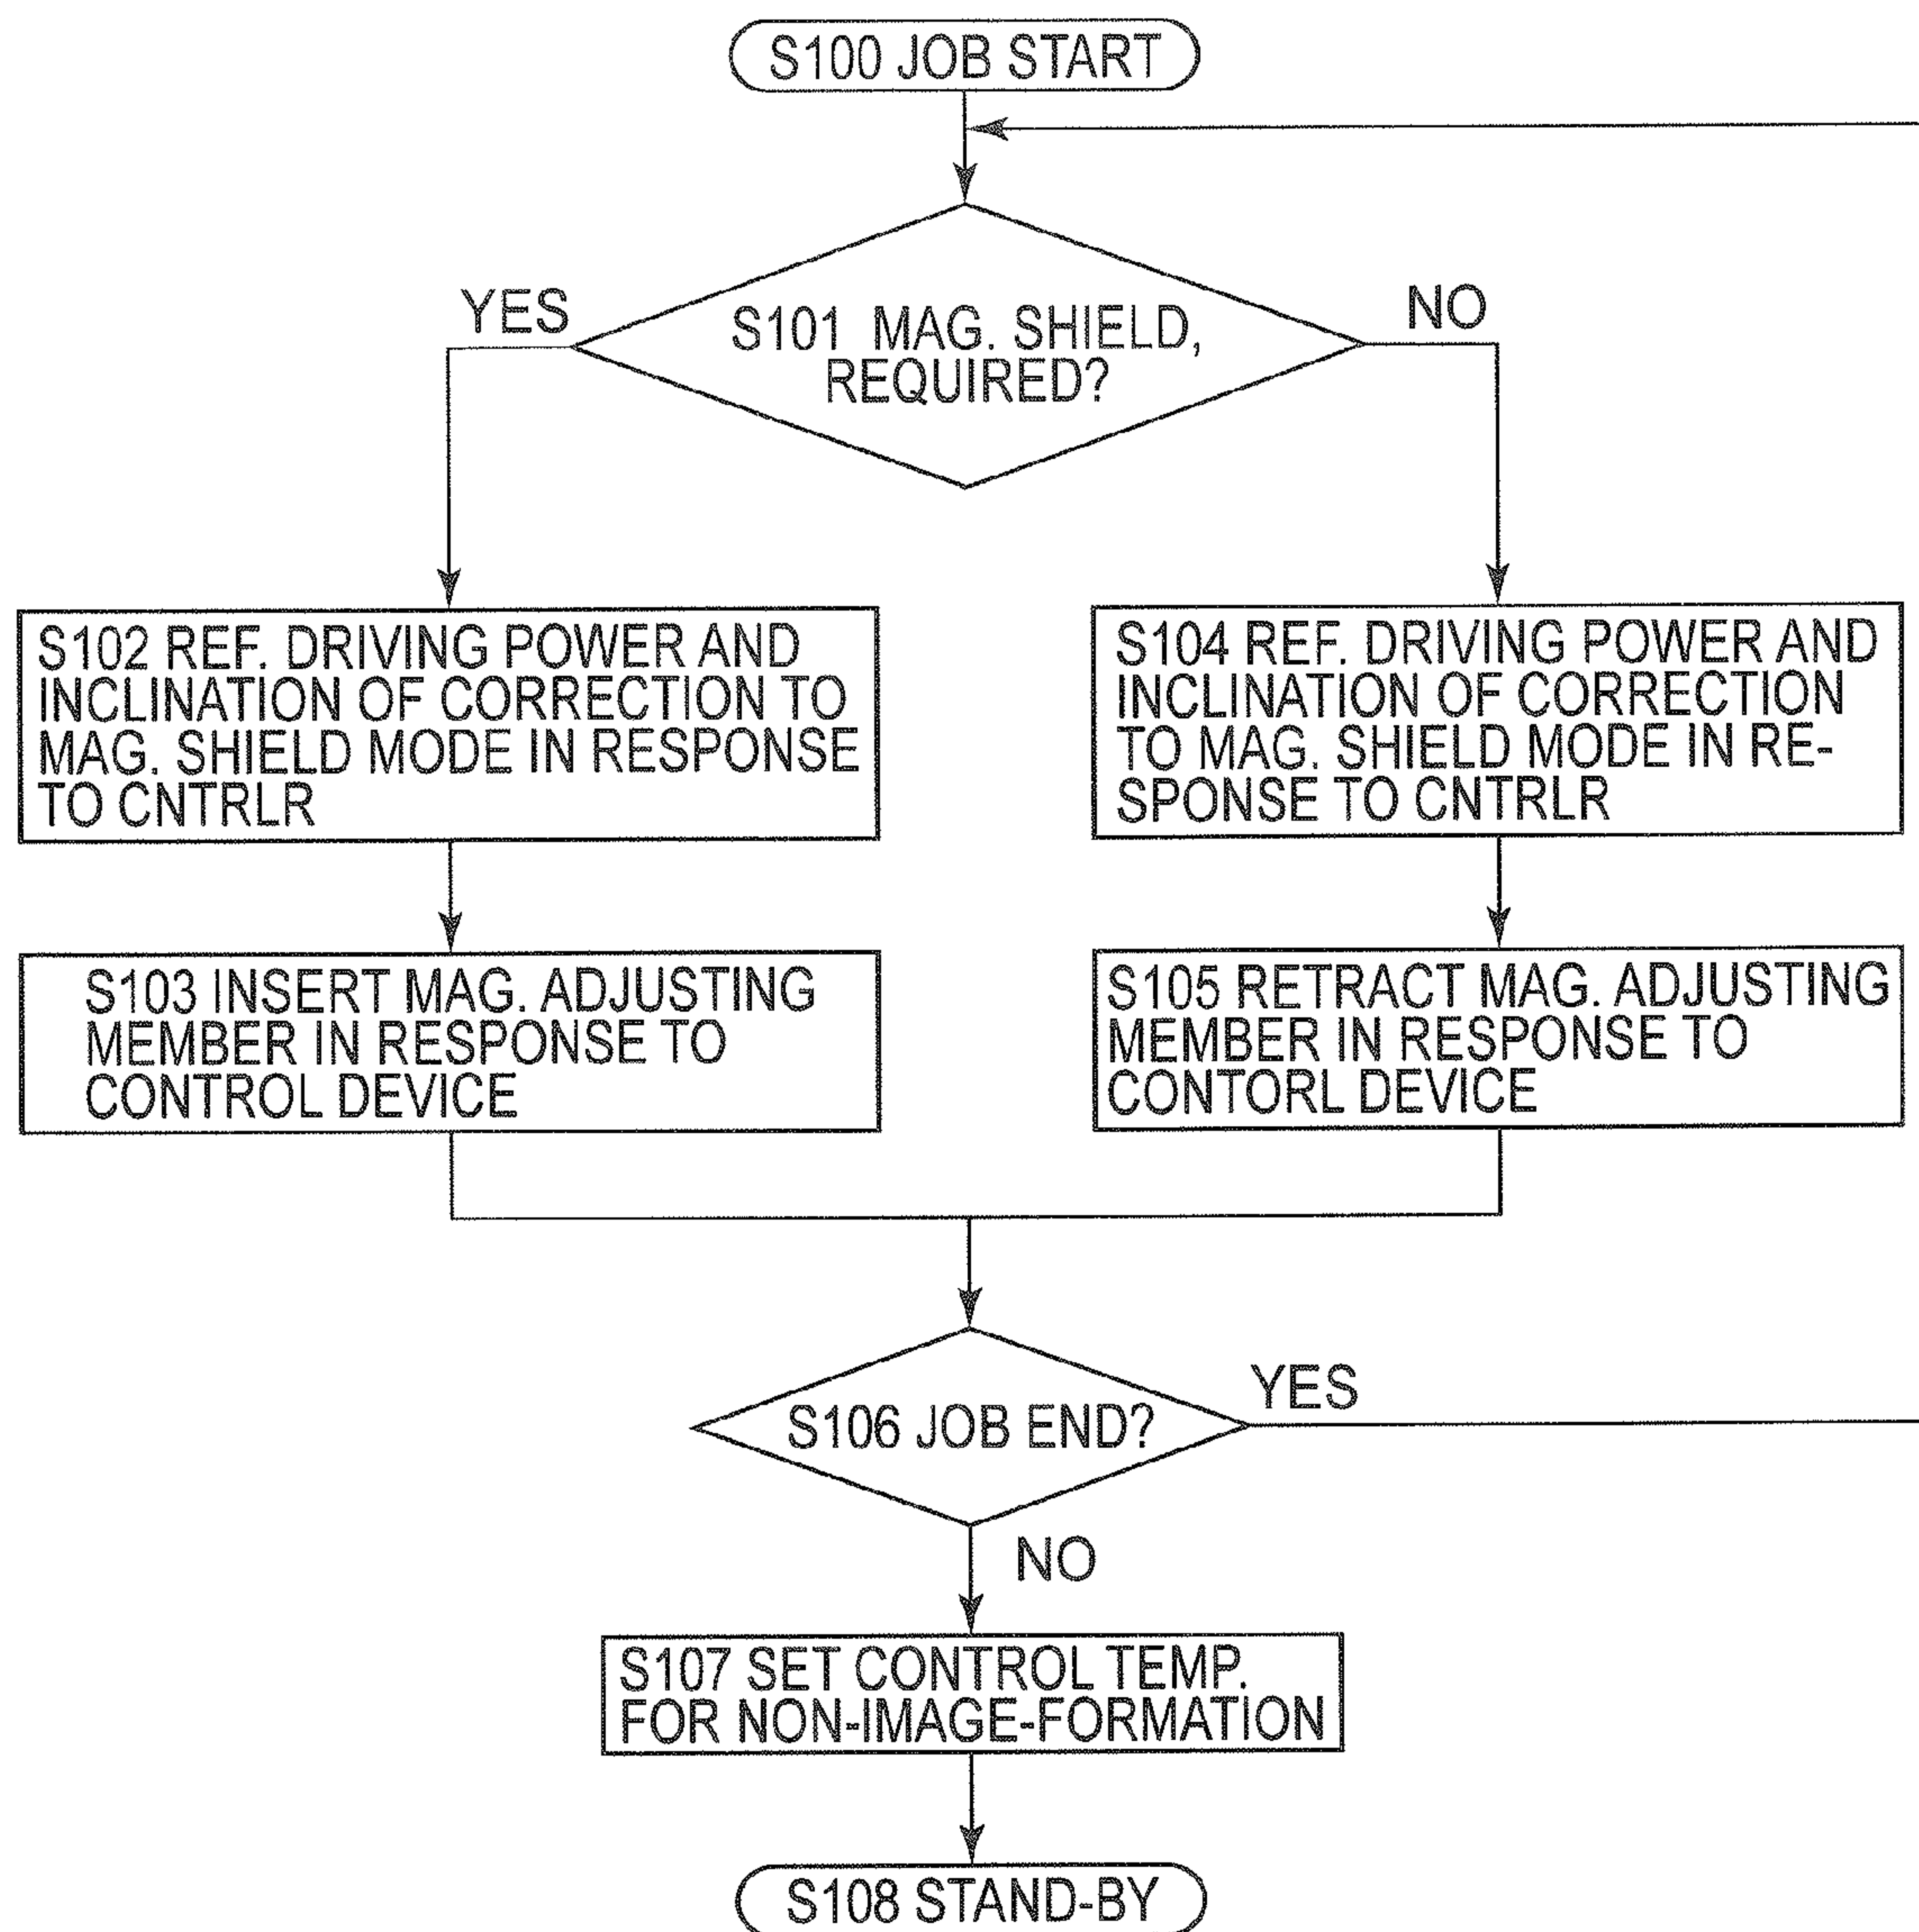 S100 JOB START
YES
NO
S101 MAG. SHIELD,
REQUIRED?
S102 REF. DRIVING POWER AND
INCLINATION OF CORRECTION TO
MAG. SHIELD MODE IN RESPONSE
TO CNTRLR
S104 REF. DRIVING POWER AND
INCLINATION OF CORRECTION
TO MAG. SHIELD MODE IN RE-
SPONSE TO CNTRLR
S103 INSERT MAG. ADJUSTING
MEMBER IN RESPONSE TO
CONTROL DEVICE
S105 RETRACT MAG. ADJUSTING
MEMBER IN RESPONSE TO
CONTORL DEVICE
S106 JOB END?
YES
NO
S107 SET CONTROL TEMP.
FOR NON-IMAGE-FORMATION
S108 STAND-BY